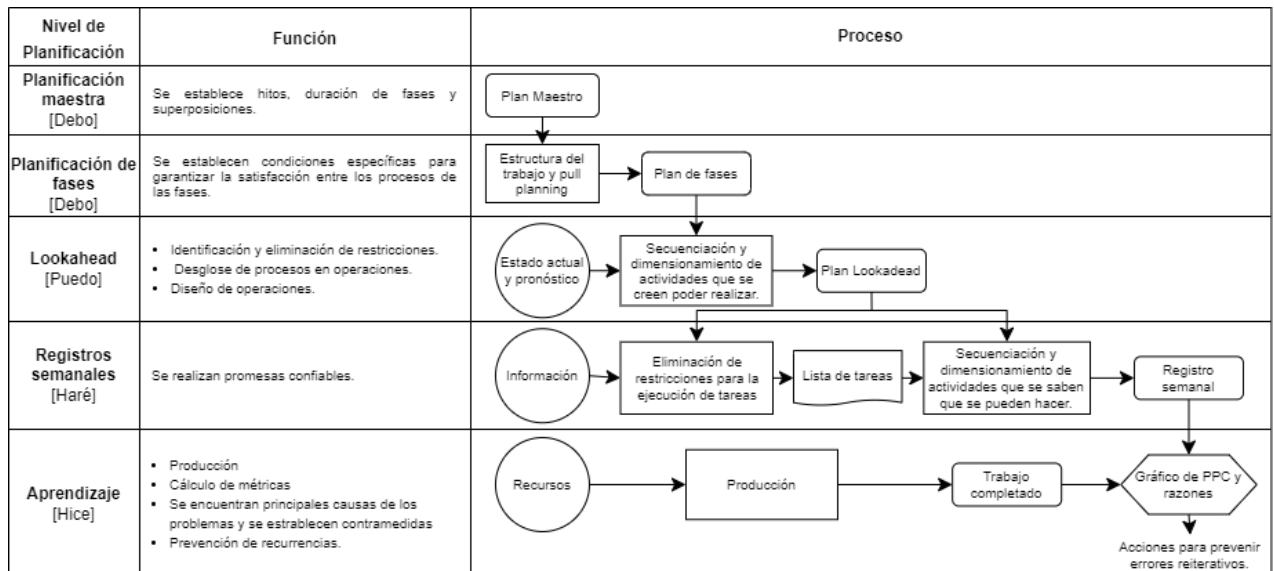 Nivel de
Planificación
Función
Proceso
Planificación
maestra
[Debo]
Se establece hitos, duración de fases y
superposiciones.
Plan Maestro
Planificación de
fases
[Debo]
Se establecen condiciones específicas para
garantizar la satisfacción entre los procesos de
las fases.
Estructura del
trabajo y pull
planning
Plan de fases
Lookahead
[Puedo]
• Identificación y eliminación de restricciones.
• Desglose de procesos en operaciones.
• Diseño de operaciones.
Estado actual
y pronóstico
Secuenciación y
dimensionamiento de
actividades que se
creen poder realizar.
Plan Lookadead
Registros
semanales
[Haré]
Se realizan promesas confiables.
Información
Eliminación de
restricciones para la
ejecución de tareas
Lista de tareas
Secuenciación y
dimensionamiento de
actividades que se saben
que se pueden hacer.
Registro
semanal
Aprendizaje
[Hice]
• Producción
• Cálculo de métricas
• Se encuentran principales causas de los
problemas y se estrablecen contramedidas
• Prevención de recurrencias.
Recursos
Producción
Trabajo
completado
Gráfico de PPC y
razones
Acciones para prevenir
errores reiterativos.